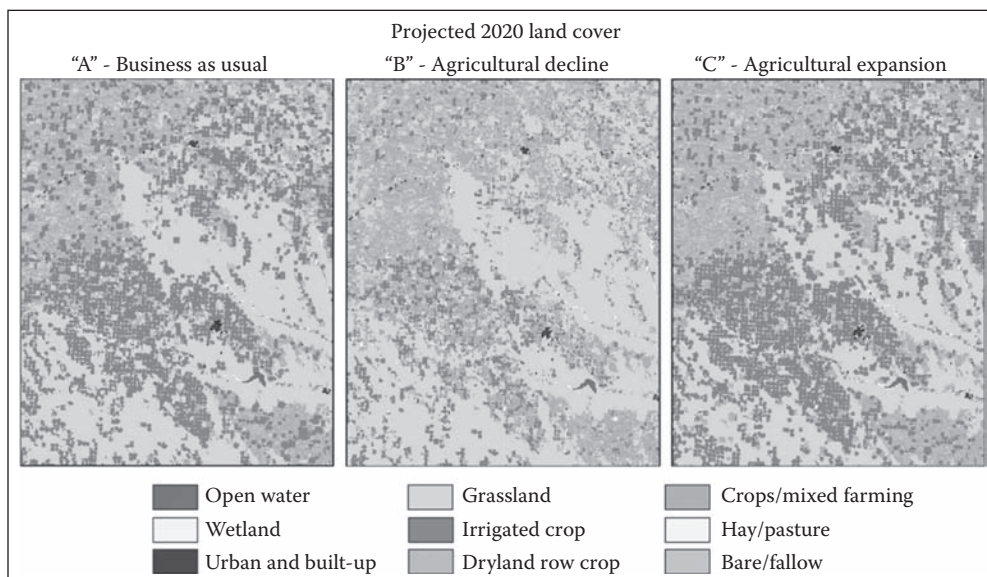 Projected 2020 land cover
“A” - Business as usual
“B” - Agricultural decline
“C” - Agricultural expansion
Open water
Grassland
Crops/mixed farming
Wetland
Irrigated crop
Hay/pasture
Urban and built-up
Dryland row crop
Bare/fallow